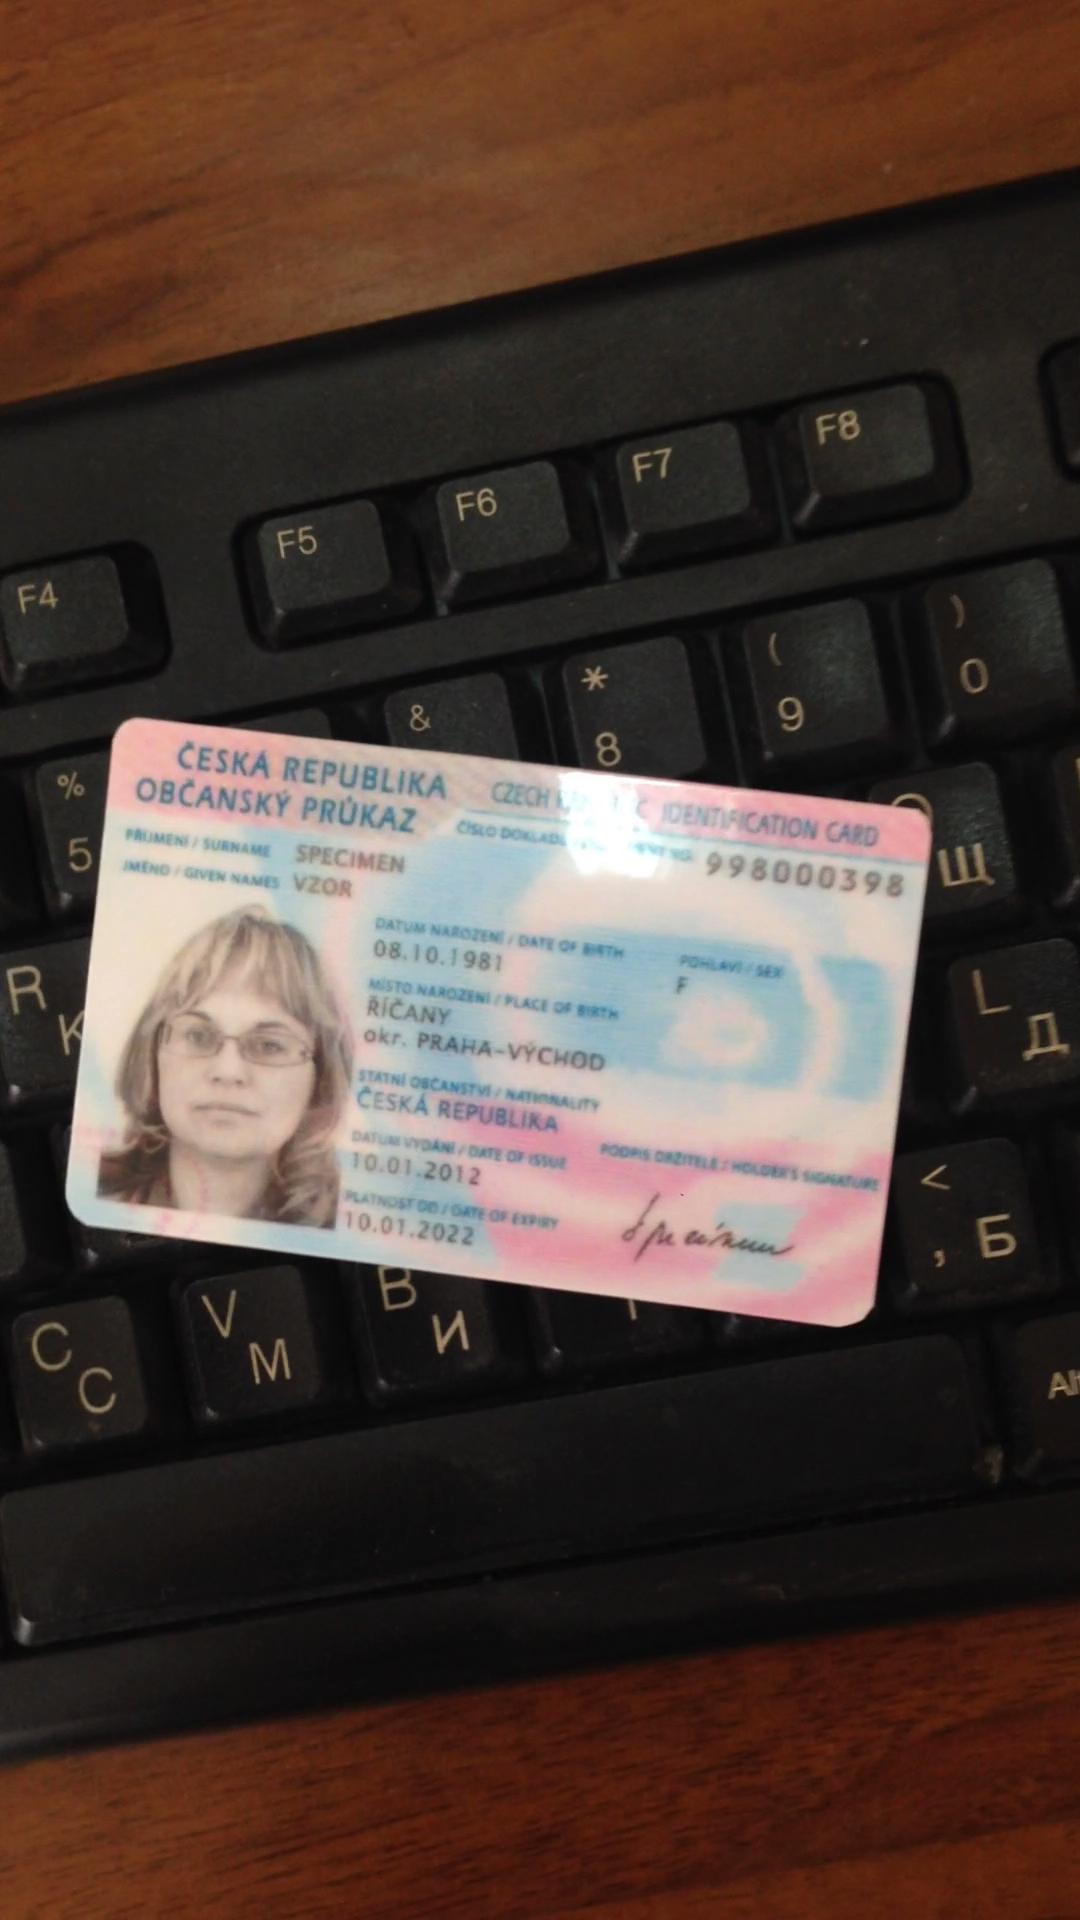 F4
F5
F6
F7
F8
%
5
&
*
8
(
9
)
0
ČESKÁ REPUBLIKA
OBČANSKÝ PRŮKAZ
CZECH IDENTIFICATION CARD
ČÍSLO DOKLADU
998000398
PŘÍJMENÍ / SURNAME SPECIMEN
JMÉNO / GIVEN NAMES VZOR
DATUM NAROZENÍ / DATE OF BIRTH
08.10.1981
POHLAVÍ / SEX
F
MÍSTO NAROZENÍ / PLACE OF BIRTH
ŘÍČANY
okr. PRAHA-VÝCHOD
STÁTNÍ OBČANSTVÍ / NATIONALITY
ČESKÁ REPUBLIKA
DATUM VYDÁNÍ / DATE OF ISSUE
10.01.2012
PODPIS DRŽITELE / HOLDER'S SIGNATURE
Specimen
PLATNOST DO / DATE OF EXPIRY
10.01.2022
Щ
R
К
L
Д
<
, Б
C
С
V
М
B
И
Alt